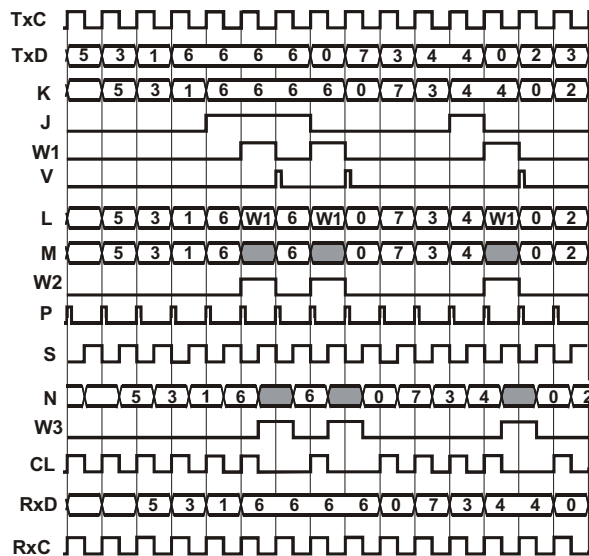 TxC
TxD 5 3 1 6 6 6 6 0 7 3 4 4 0 2 3
K 5 3 1 6 6 6 6 0 7 3 4 4 0 2
J
W1
V
L 5 3 1 6 W1 6 W1 0 7 3 4 W1 0 2
M 5 3 1 6 6 0 7 3 4 0 2
W2
P
S
N 5 3 1 6 6 0 7 3 4 0 2
W3
CL
RxD 5 3 1 6 6 6 6 0 7 3 4 4 0
RxC